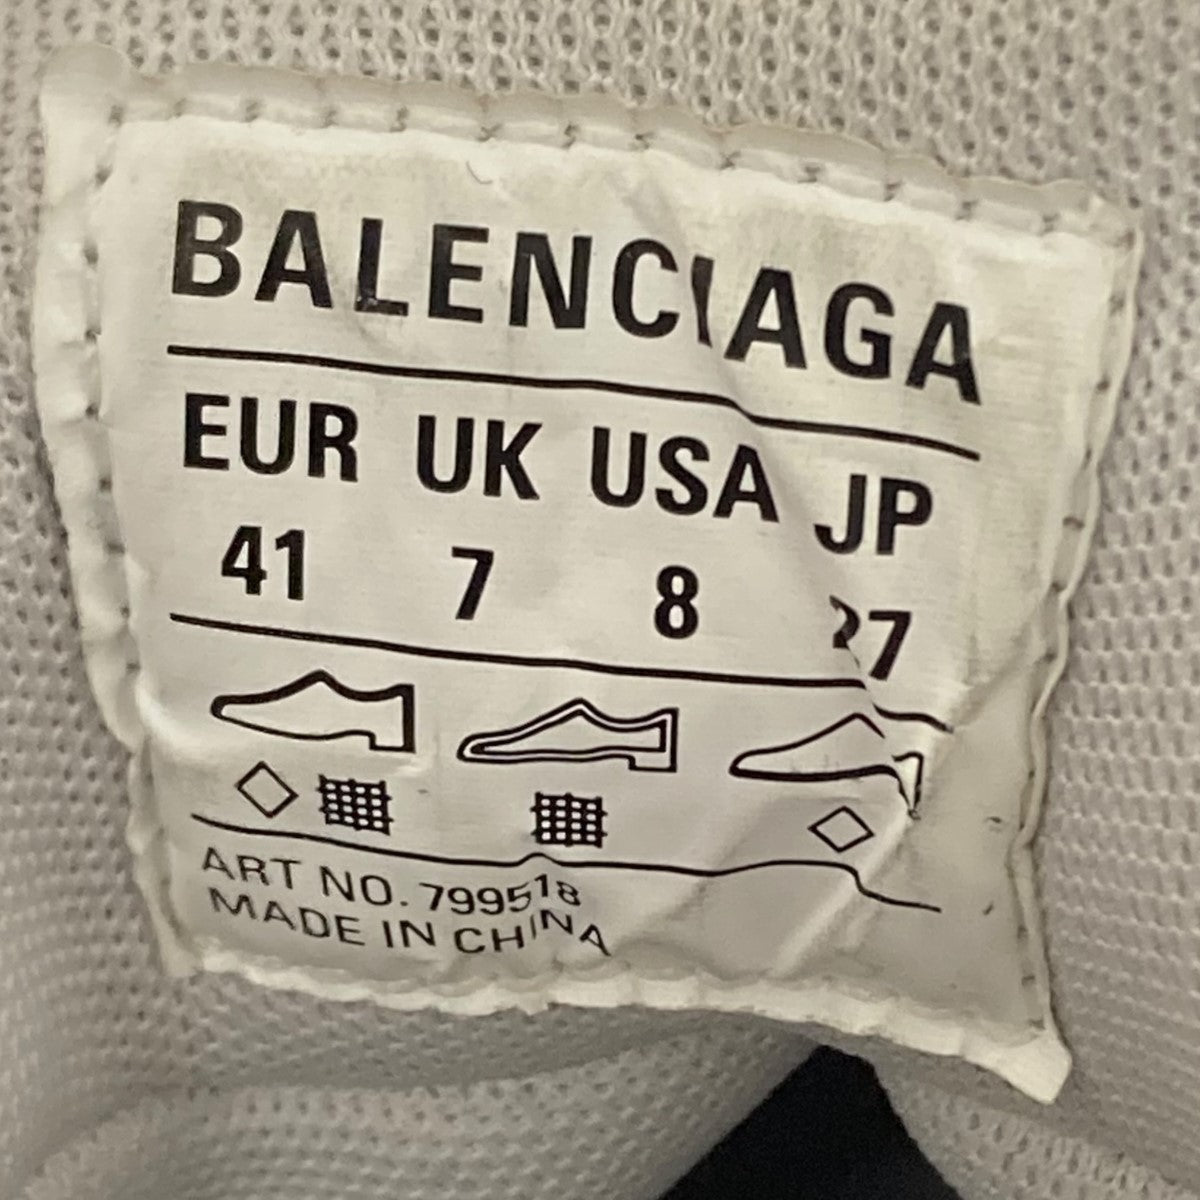 BALENCIAGA
EUR UK USA JP
41 7 8 27
ART NO. 799518
MADE IN CHINA